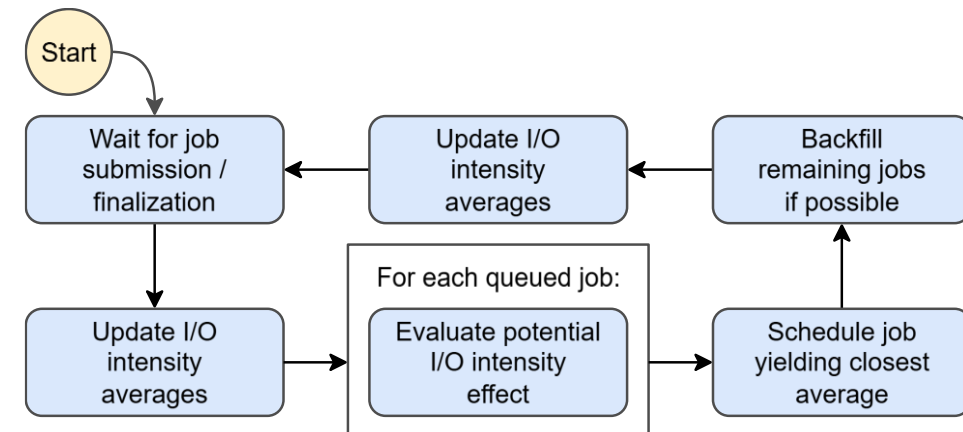 Start
Wait for job
submission /
finalization
Update I/O
intensity
averages
Backfill
remaining jobs
if possible
For each queued job:
Update I/O
intensity
averages
Evaluate potential
I/O intensity
effect
Schedule job
yielding closest
average